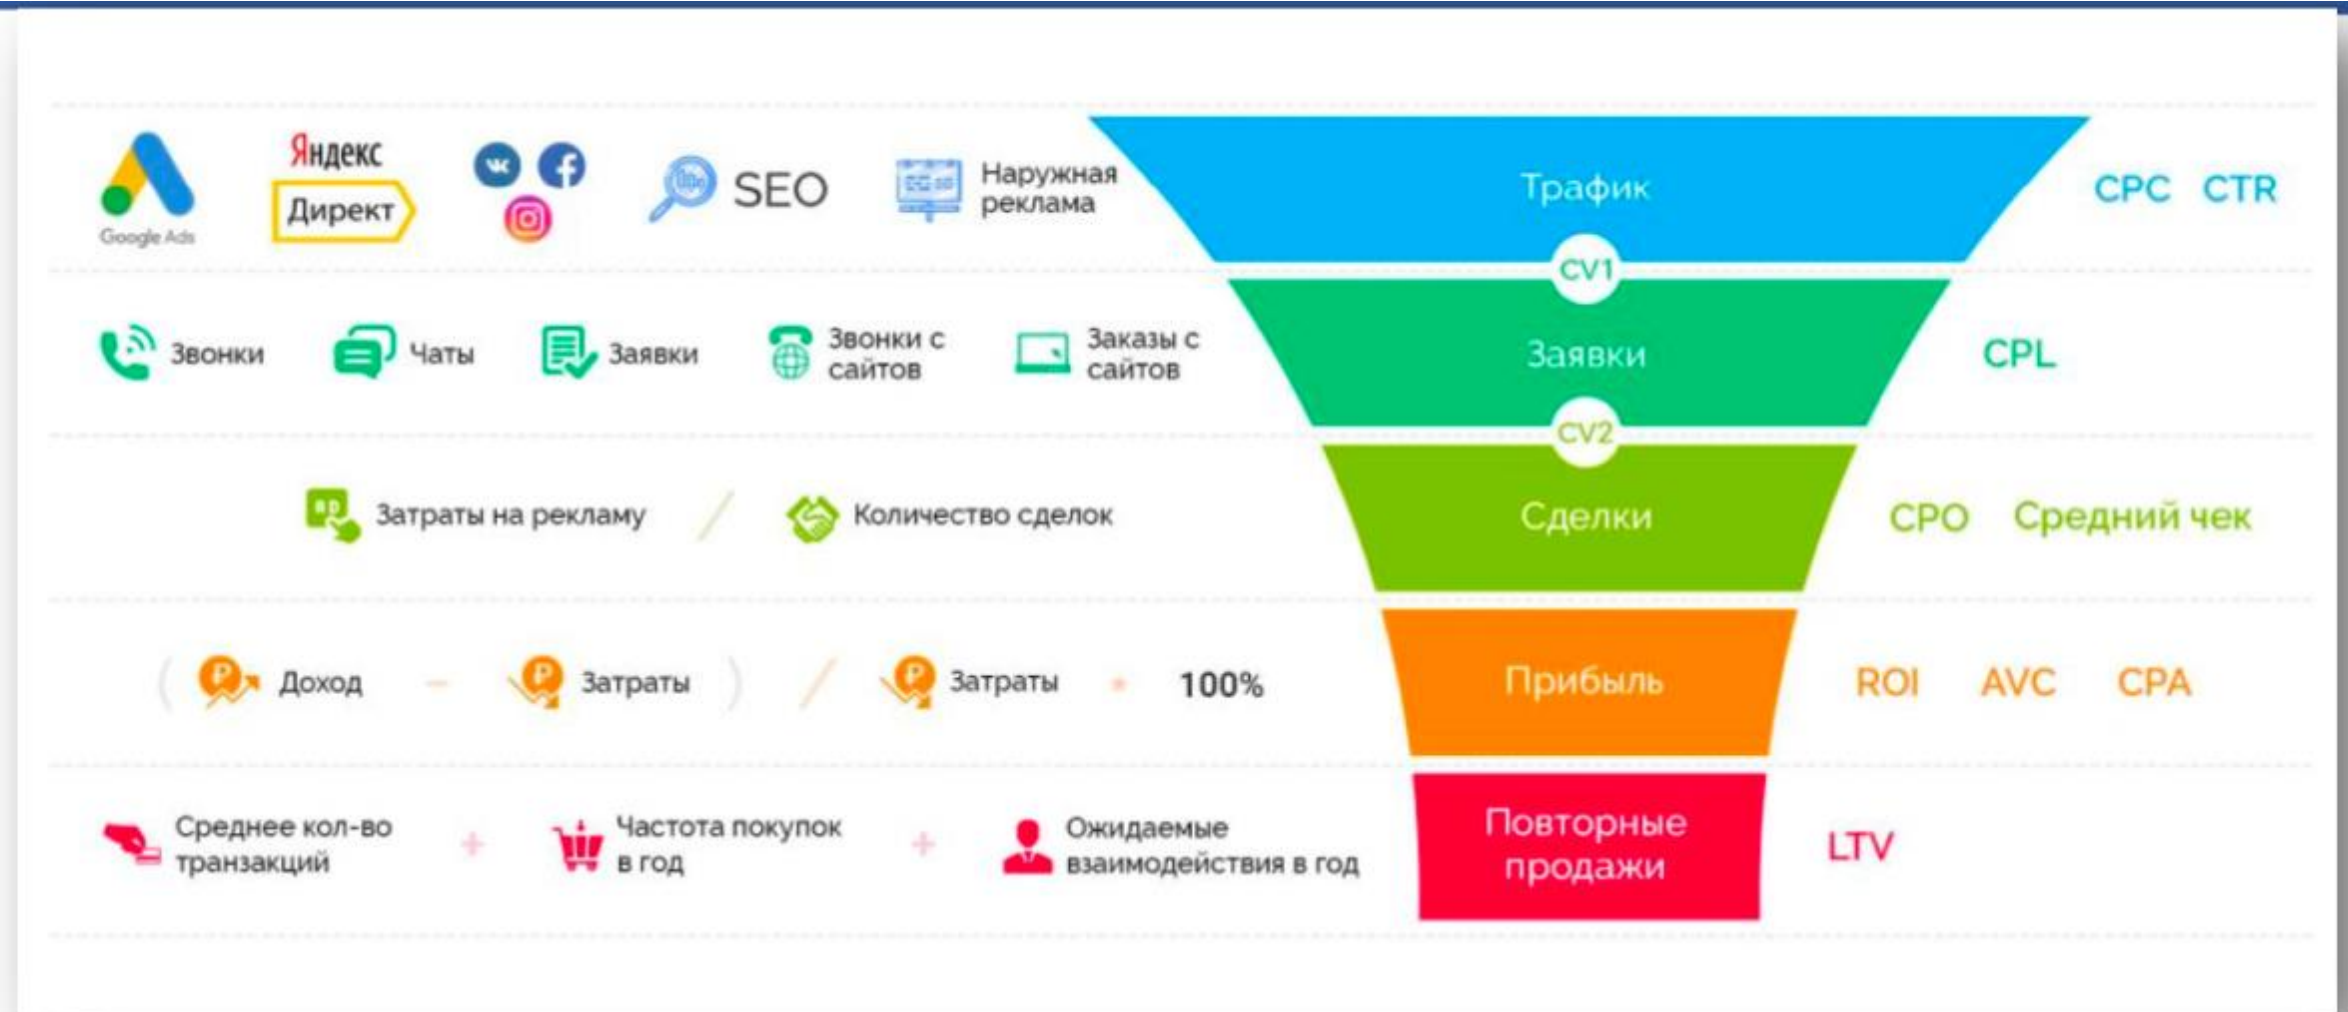 Яндекс
Директ
Google Ads
SEO
Наружная
реклама
Трафик
CPC CTR
CV1
Звонки
Чаты
Заявки
Звонки с
сайтов
Заказы с
сайтов
Заявки
CPL
CV2
Затраты на рекламу / Количество сделок
Сделки
CPO Средний чек
( Доход - Затраты ) / Затраты * 100%
Прибыль
ROI AVC CPA
Среднее кол-во
транзакций
+
Частота покупок
в год
+
Ожидаемые
взаимодействия в год
Повторные
продажи
LTV